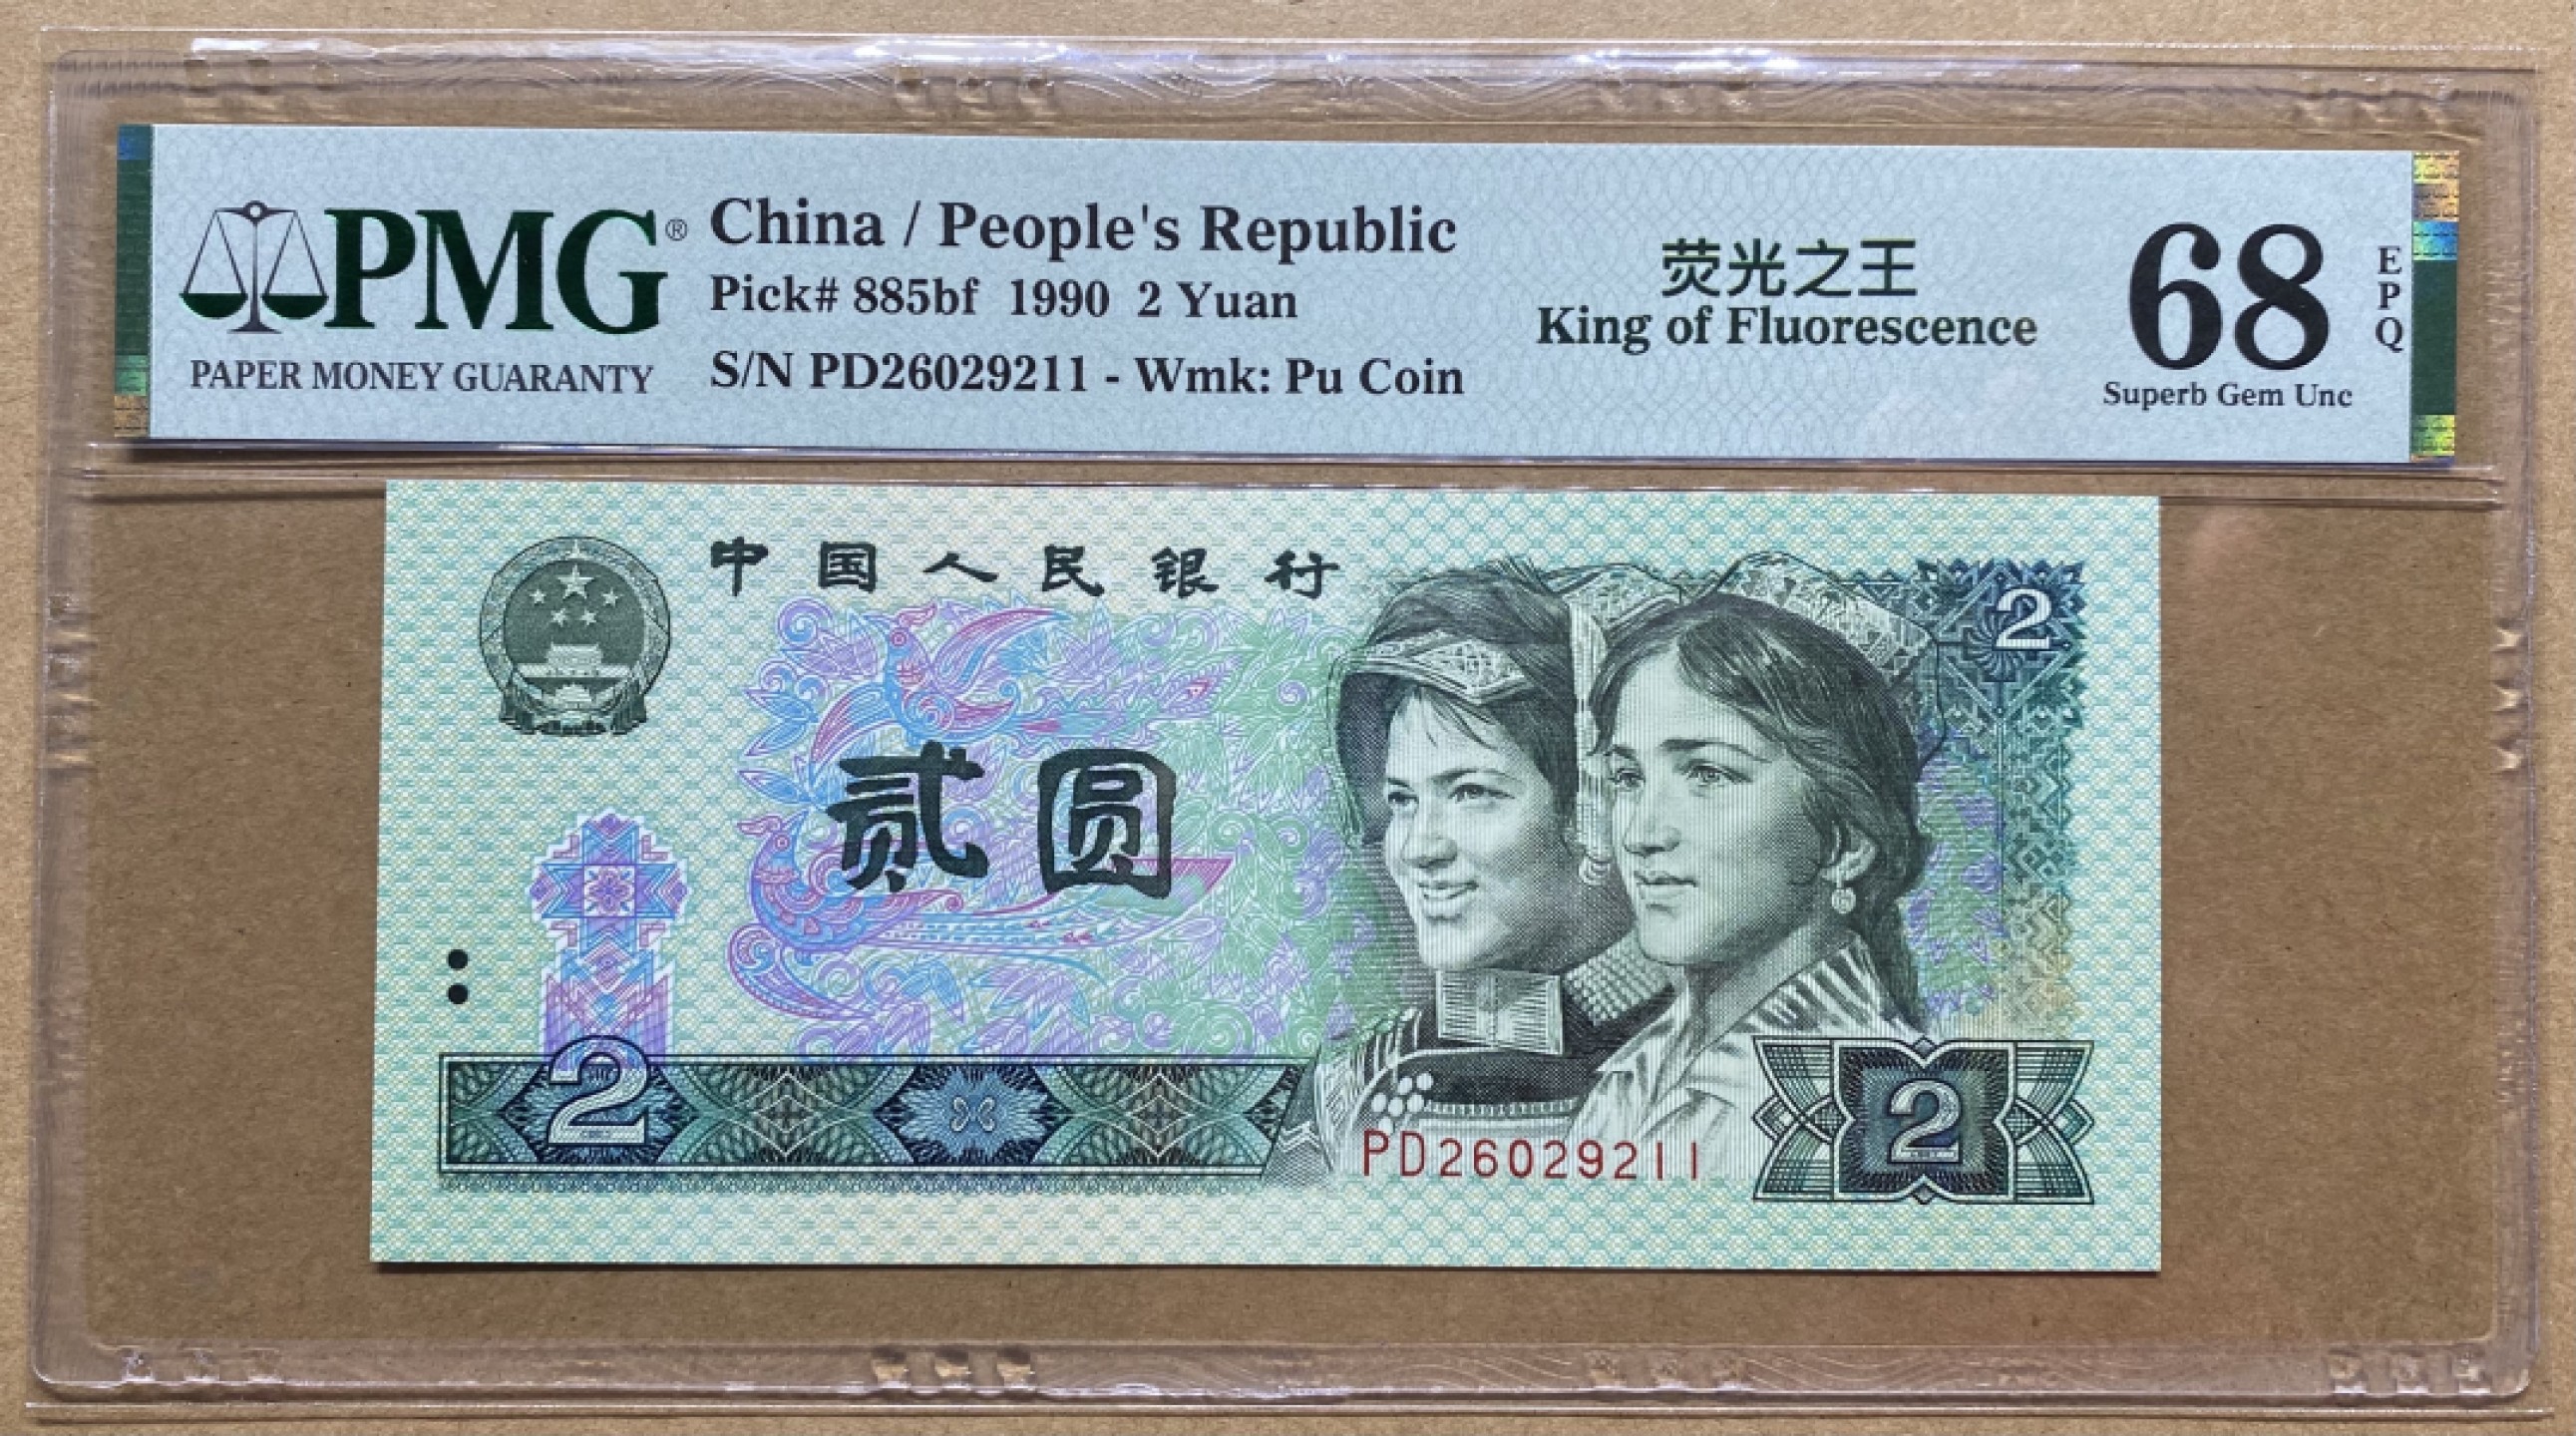 PMG®
PAPER MONEY GUARANTY
China / People's Republic
Pick# 885bf 1990 2 Yuan
S/N PD26029211 - Wmk: Pu Coin
荧光之王
King of Fluorescence
68
EPQ
Superb Gem Unc
中国人民银行
2
贰圆
2
PD26029211
2